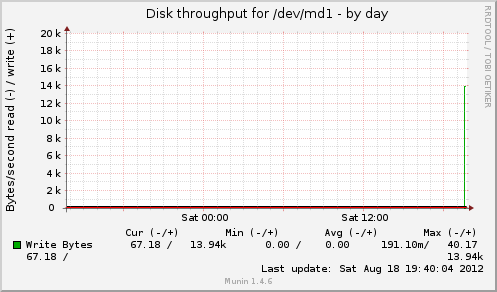 Disk throughput for /dev/md1 - by day
RRDTOOL / TOBI OETIKER
Bytes/second read (-) / write (+)
20 k
18 k
16 k
14 k
12 k
10 k
8 k
6 k
4 k
2 k
0
Sat 00:00 Sat 12:00
Cur (-/+) Min (-/+) Avg (-/+) Max (-/+)
Write Bytes 67.18 / 13.94k 0.00 / 0.00 191.10m/ 40.17
67.18 / 13.94k
Last update: Sat Aug 18 19:40:04 2012
Munin 1.4.6